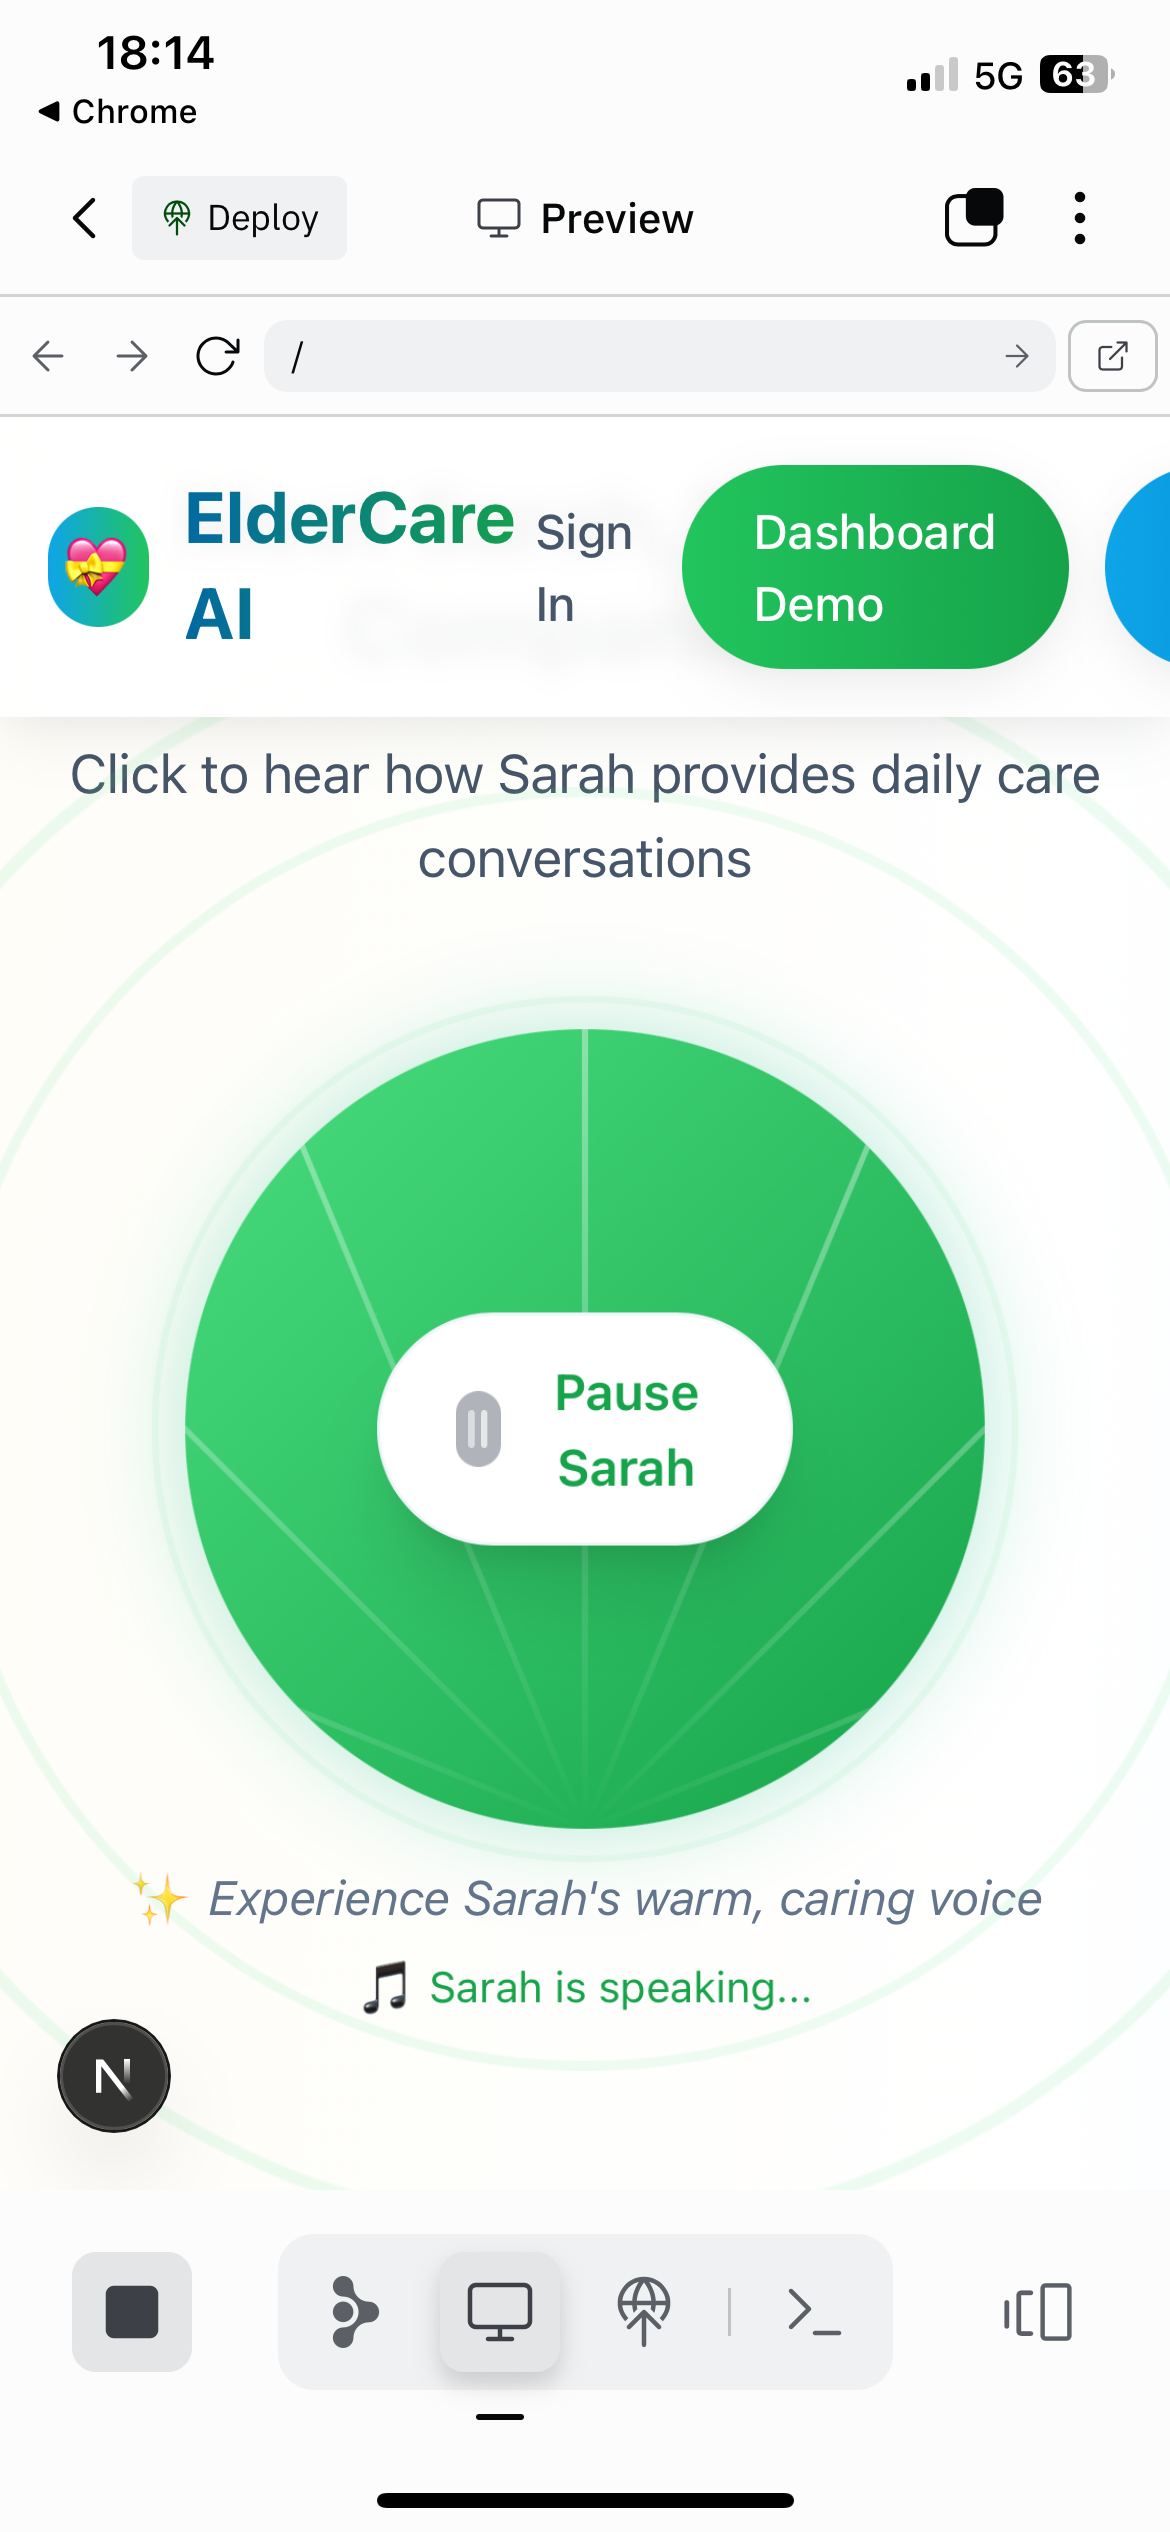 18:14
5G
63
Chrome
Deploy
Preview
/
ElderCare
AI
Sign
In
Dashboard
Demo
Click to hear how Sarah provides daily care
conversations
Pause
Sarah
✨ Experience Sarah's warm, caring voice
🎵 Sarah is speaking...
N